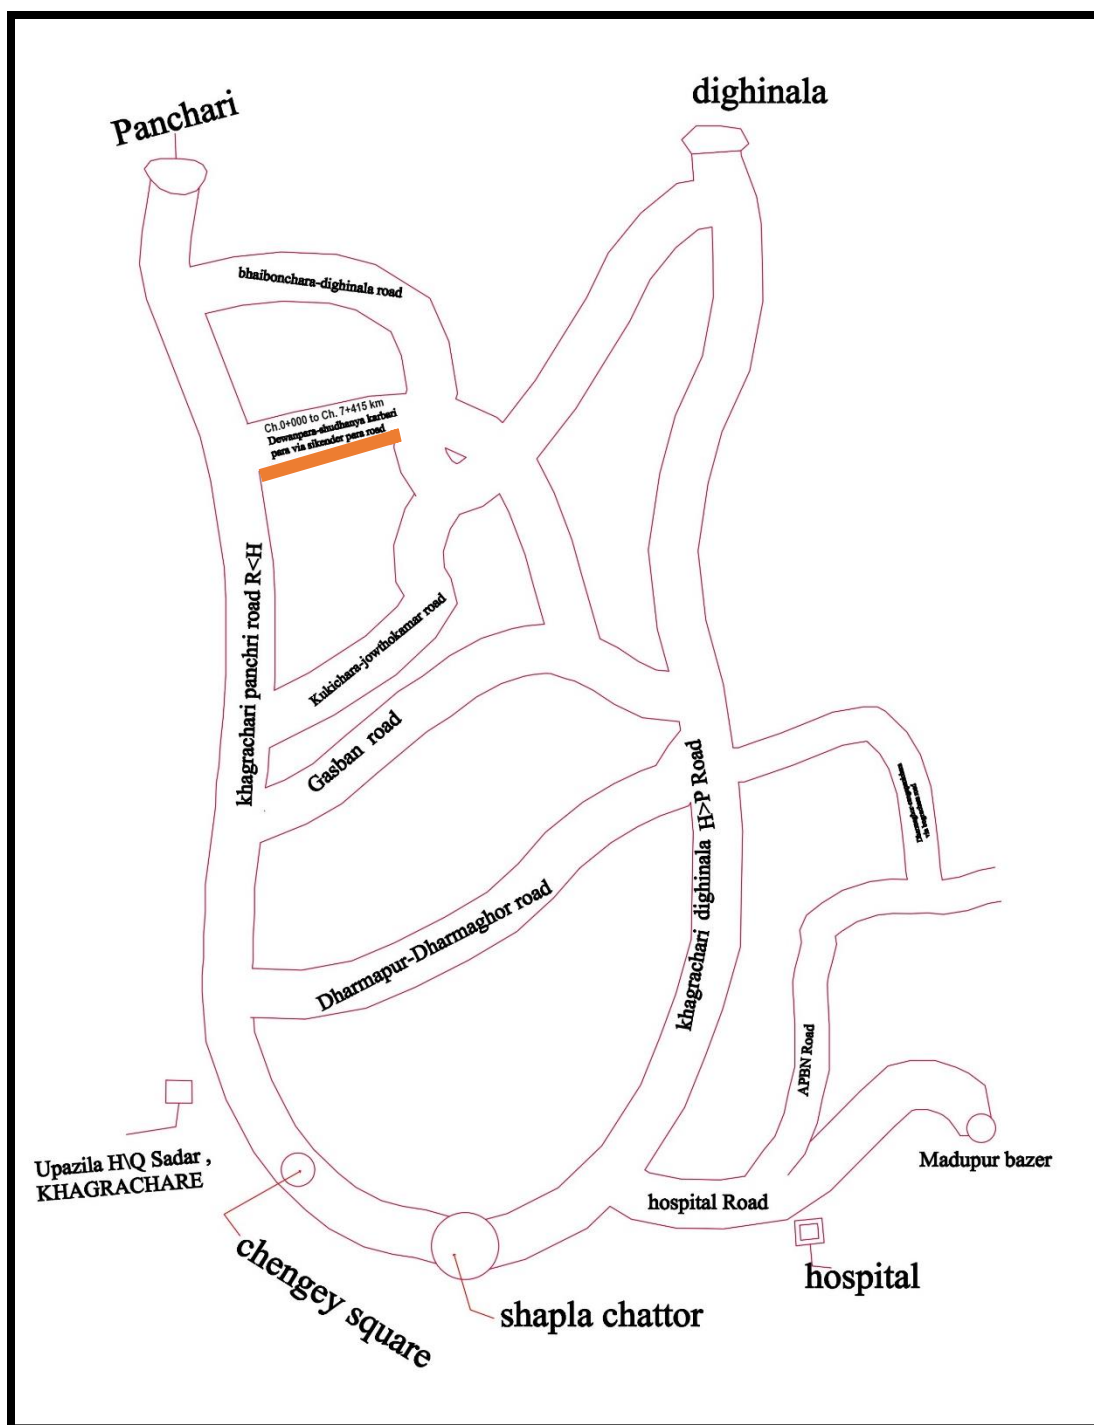 dighinala
Panchari
bhaibonchara-dighinala road
Ch.0+000 to Ch. 7+415 km
Dewanpara-shudhanya karbari
para via sikender para road
khagrachari panchri road R<H
Kukichara-jowthokamar road
Gasban road
khagrachari dighinala H>P Road
Dharmapur-Dharmaghor road
APBN Road
Upazila H\Q Sadar ,
KHAGRACHARE
Madupur bazer
hospital Road
chengey square
hospital
shapla chattor